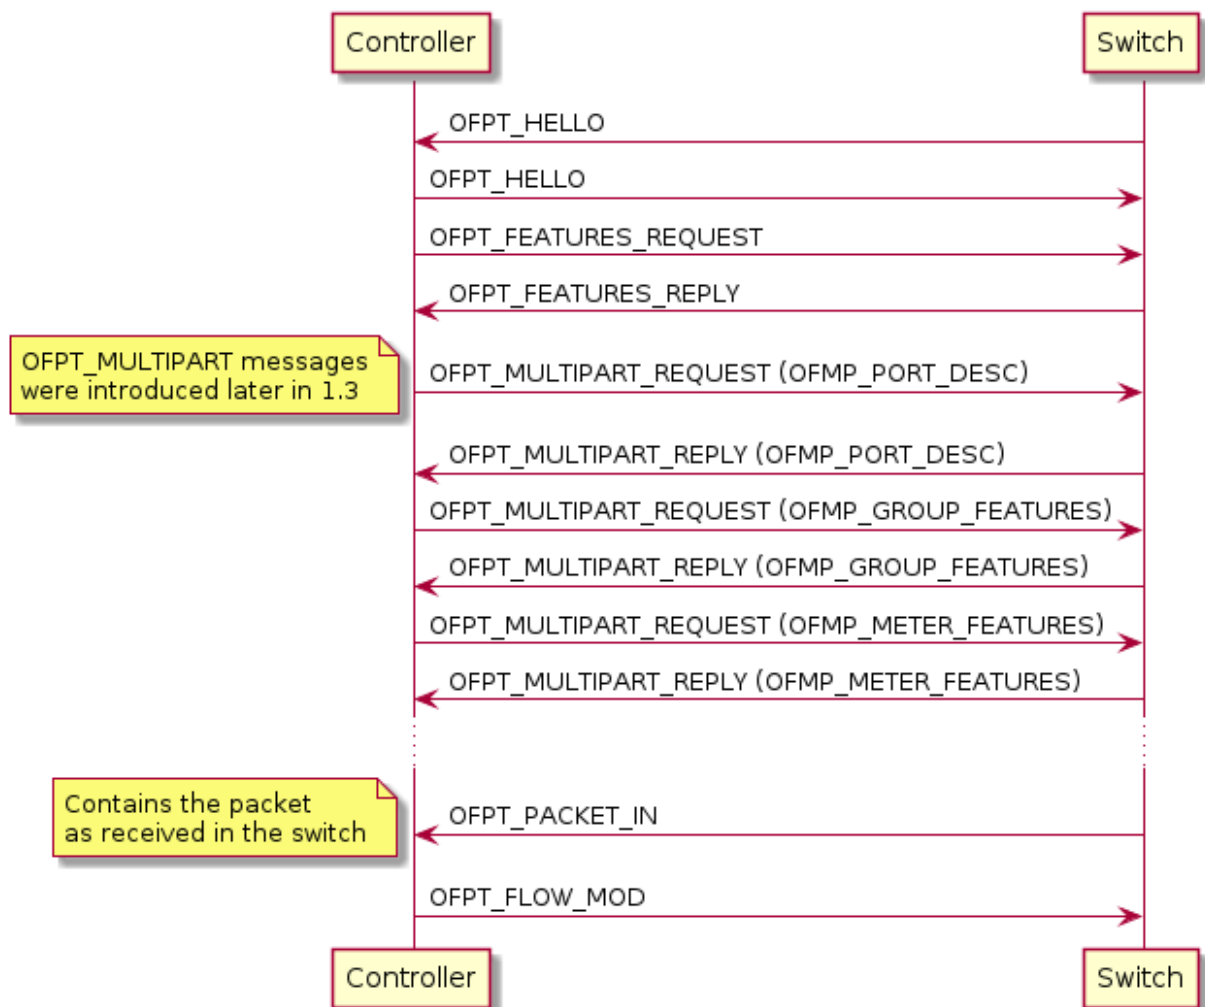 Controller
Switch
OFPT_HELLO
OFPT_HELLO
OFPT_FEATURES_REQUEST
OFPT_FEATURES_REPLY
OFPT_MULTIPART messages
were introduced later in 1.3
OFPT_MULTIPART_REQUEST (OFMP_PORT_DESC)
OFPT_MULTIPART_REPLY (OFMP_PORT_DESC)
OFPT_MULTIPART_REQUEST (OFMP_GROUP_FEATURES)
OFPT_MULTIPART_REPLY (OFMP_GROUP_FEATURES)
OFPT_MULTIPART_REQUEST (OFMP_METER_FEATURES)
OFPT_MULTIPART_REPLY (OFMP_METER_FEATURES)
Contains the packet
as received in the switch
OFPT_PACKET_IN
OFPT_FLOW_MOD
Controller
Switch